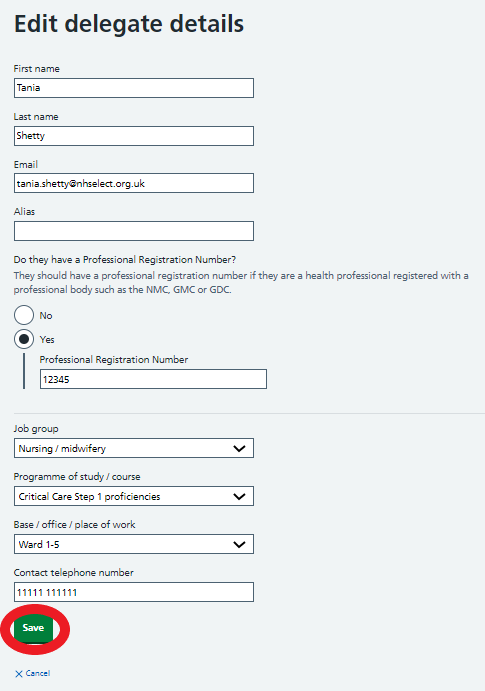 Edit delegate details
First name
Tania
Last name
Shetty
Email
tania.shetty@nhselect.org.uk
Alias
Do they have a Professional Registration Number?
They should have a professional registration number if they are a health professional registered with a
professional body such as the NMC, GMC or GDC.
No
Yes
Professional Registration Number
12345
Job group
Nursing / midwifery
Programme of study / course
Critical Care Step 1 proficiencies
Base / office / place of work
Ward 1-5
Contact telephone number
11111 111111
Save
Cancel